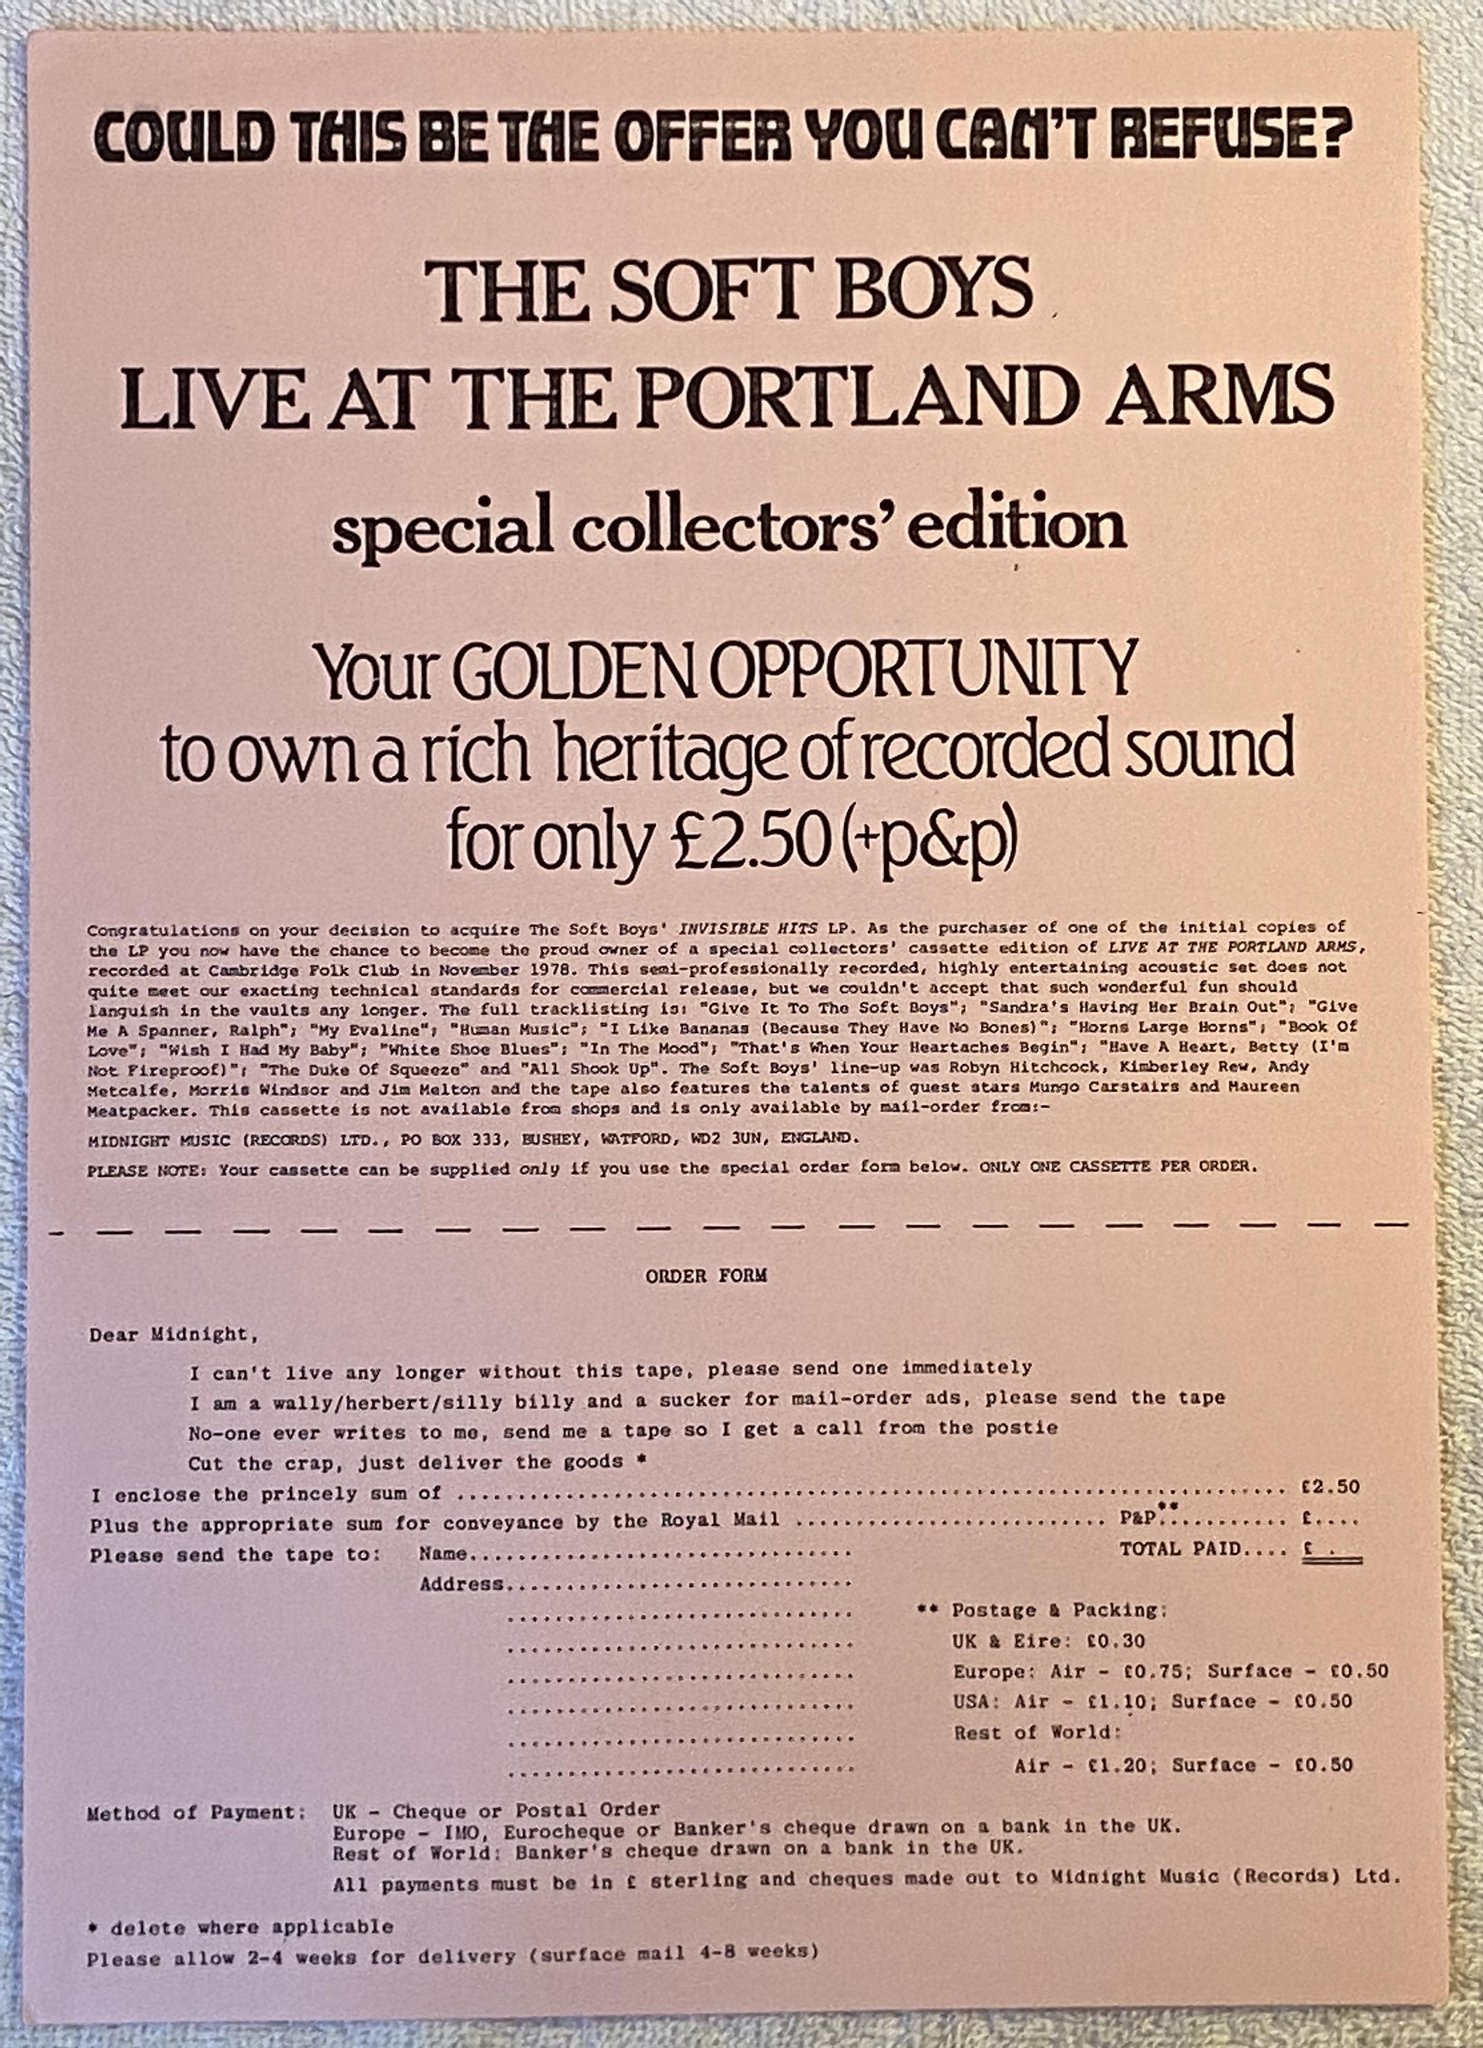 COULD THIS BE THE OFFER YOU CAN'T REFUSE?
THE SOFT BOYS
LIVE AT THE PORTLAND ARMS
special collectors' edition
Your GOLDEN OPPORTUNITY
to own a rich heritage of recorded sound
for only £2.50 (+p&p)
Congratulations on your decision to acquire The Soft Boys' INVISIBLE HITS LP. As the purchaser of one of the initial copies of
the LP you now have the chance to become the proud owner of a special collectors' cassette edition of LIVE AT THE PORTLAND ARMS,
recorded at Cambridge Folk Club in November 1978. This semi-professionally recorded, highly entertaining acoustic set does not
quite meet our exacting technical standards for commercial release, but we couldn't accept that such wonderful fun should
languish in the vaults any longer. The full tracklisting is: "Give It To The Soft Boys"; "Sandra's Having Her Brain Out"; "Give
Me A Spanner, Ralph"; "My Evaline"; "Human Music"; "I Like Bananas (Because They Have No Bones)"; "Horns Large Horns"; "Book Of
Love"; "Wish I Had My Baby"; "White Shoe Blues"; "In The Mood"; "That's When Your Heartaches Begin"; "Have A Heart, Betty (I'm
Not Fireproof)"; "The Duke Of Squeeze" and "All Shook Up". The Soft Boys' line-up was Robyn Hitchcock, Kimberley Rew, Andy
Metcalfe, Morris Windsor and Jim Melton and the tape also features the talents of guest stars Mungo Carstairs and Maureen
Meatpacker. This cassette is not available from shops and is only available by mail-order from:-
MIDNIGHT MUSIC (RECORDS) LTD., PO BOX 333, BUSHEY, WATFORD, WD2 3UN, ENGLAND.
PLEASE NOTE: Your cassette can be supplied only if you use the special order form below. ONLY ONE CASSETTE PER ORDER.
ORDER FORM
Dear Midnight,
I can't live any longer without this tape, please send one immediately
I am a wally/herbert/silly billy and a sucker for mail-order ads, please send the tape
No-one ever writes to me, send me a tape so I get a call from the postie
Cut the crap, just deliver the goods *
I enclose the princely sum of ........................................................................ £2.50
Plus the appropriate sum for conveyance by the Royal Mail .......................... P&P**........... £....
Please send the tape to: Name................................ TOTAL PAID.... £ .
Address.............................
............................. ** Postage & Packing:
............................. UK & Eire: £0.30
............................. Europe: Air - £0.75; Surface - £0.50
............................. USA: Air - £1.10; Surface - £0.50
............................. Rest of World:
............................. Air - £1.20; Surface - £0.50
Method of Payment: UK - Cheque or Postal Order
Europe - IMO, Eurocheque or Banker's cheque drawn on a bank in the UK.
Rest of World: Banker's cheque drawn on a bank in the UK.
All payments must be in £ sterling and cheques made out to Midnight Music (Records) Ltd.
* delete where applicable
Please allow 2-4 weeks for delivery (surface mail 4-8 weeks)